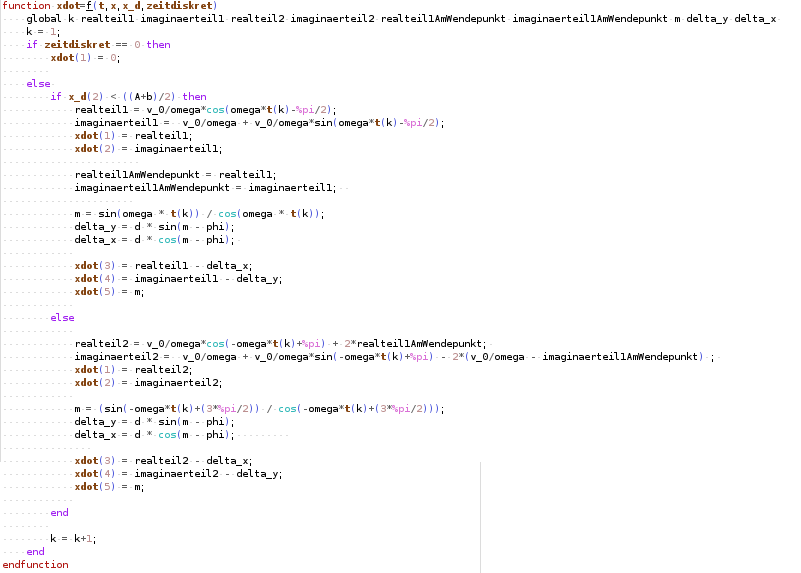 function xdot=f(t,x,x_d,zeitdiskret)
global k realteil1 imaginaerteil1 realteil2 imaginaerteil2 realteil1AmWendepunkt imaginaerteil1AmWendepunkt m delta_y delta_x
k = 1;
if zeitdiskret == 0 then
xdot(1) = 0;
else
if x_d(2) < ((A+b)/2) then
realteil1 = v_0/omega*cos(omega*t(k)-%pi/2);
imaginaerteil1 = v_0/omega + v_0/omega*sin(omega*t(k)-%pi/2);
xdot(1) = realteil1;
xdot(2) = imaginaerteil1;
realteil1AmWendepunkt = realteil1;
imaginaerteil1AmWendepunkt = imaginaerteil1;
m = sin(omega * t(k)) / cos(omega * t(k));
delta_y = d * sin(m - phi);
delta_x = d * cos(m - phi);
xdot(3) = realteil1 - delta_x;
xdot(4) = imaginaerteil1 - delta_y;
xdot(5) = m;
else
realteil2 = v_0/omega*cos(-omega*t(k)+%pi) + 2*realteil1AmWendepunkt;
imaginaerteil2 = v_0/omega + v_0/omega*sin(-omega*t(k)+%pi) - 2*(v_0/omega - imaginaerteil1AmWendepunkt) ;
xdot(1) = realteil2;
xdot(2) = imaginaerteil2;
m = (sin(-omega*t(k)+(3*%pi/2)) / cos(-omega*t(k)+(3*%pi/2)));
delta_y = d * sin(m - phi);
delta_x = d * cos(m - phi);
xdot(3) = realteil2 - delta_x;
xdot(4) = imaginaerteil2 - delta_y;
xdot(5) = m;
end
k = k+1;
end
endfunction